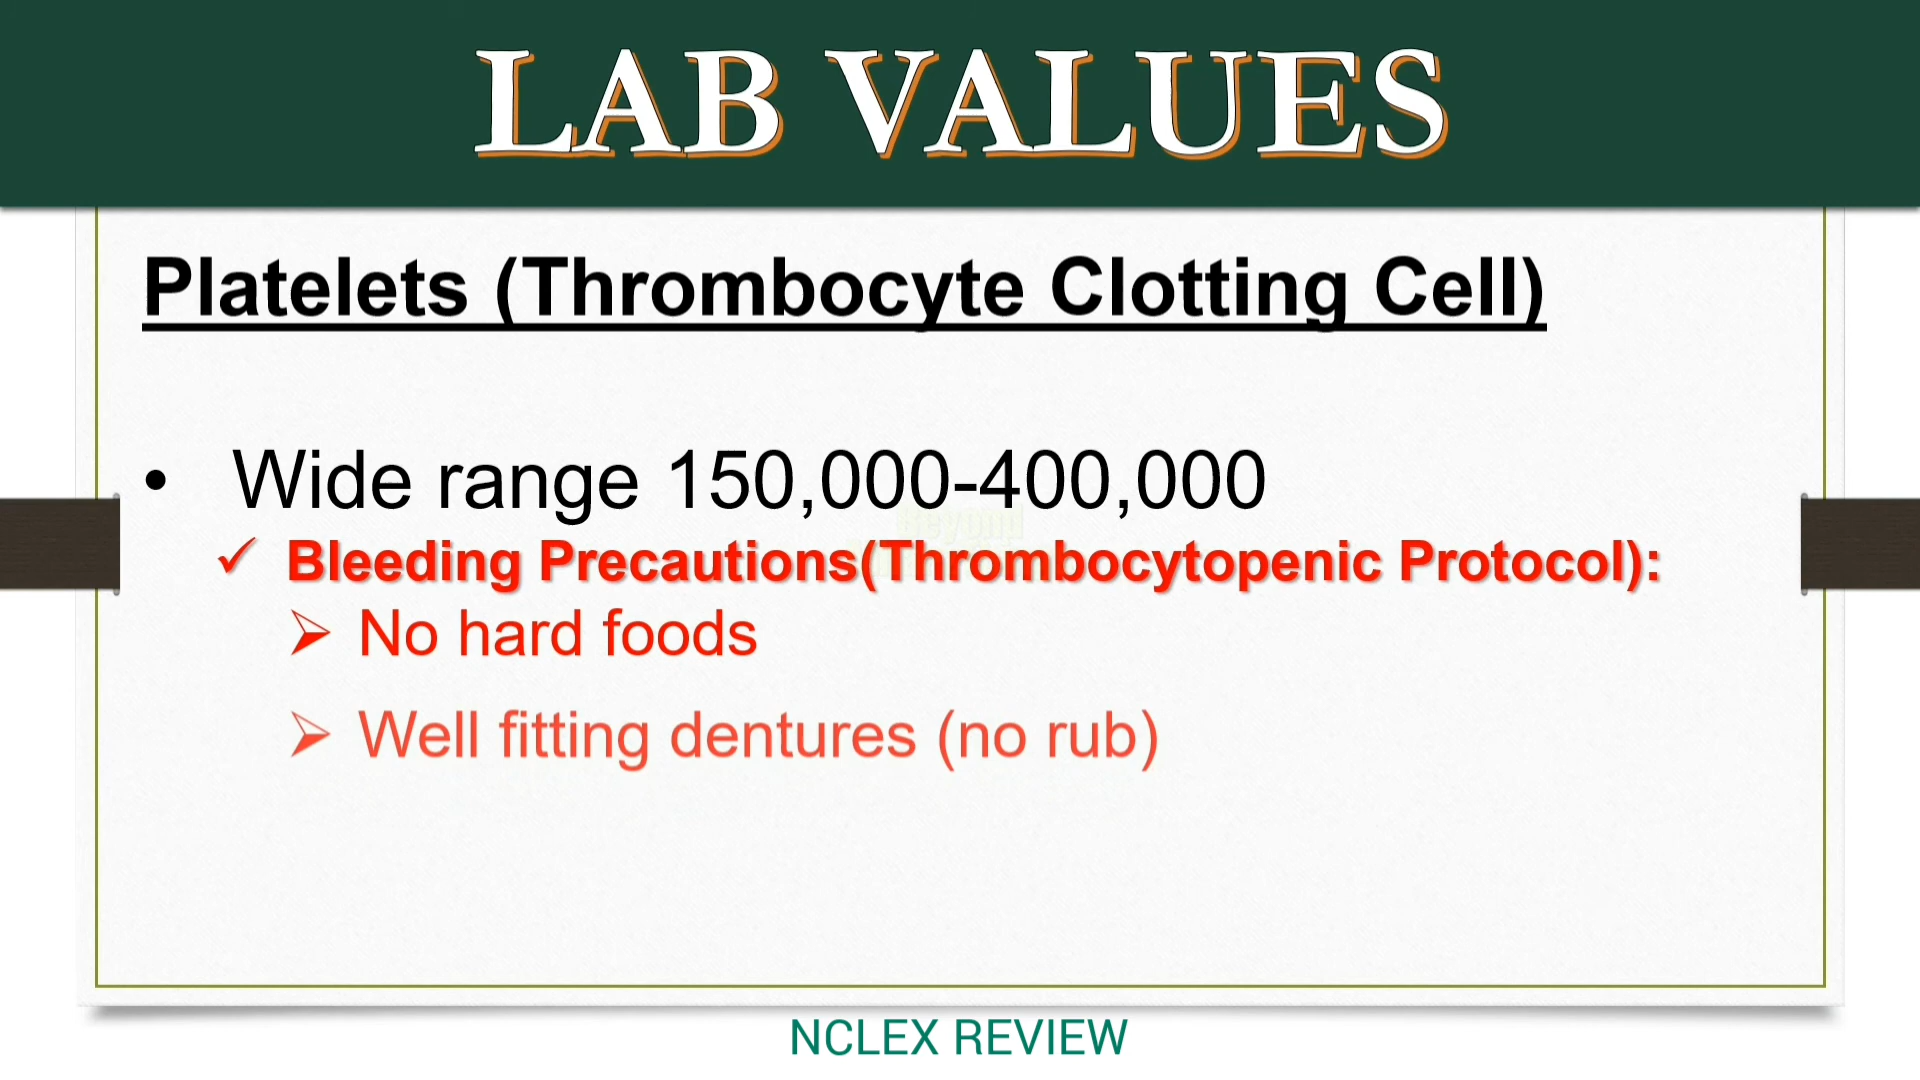 LAB VALUES
Platelets (Thrombocyte Clotting Cell)
• Wide range 150,000-400,000
✓ Bleeding Precautions(Thrombocytopenic Protocol):
➢ No hard foods
➢ Well fitting dentures (no rub)
NCLEX REVIEW